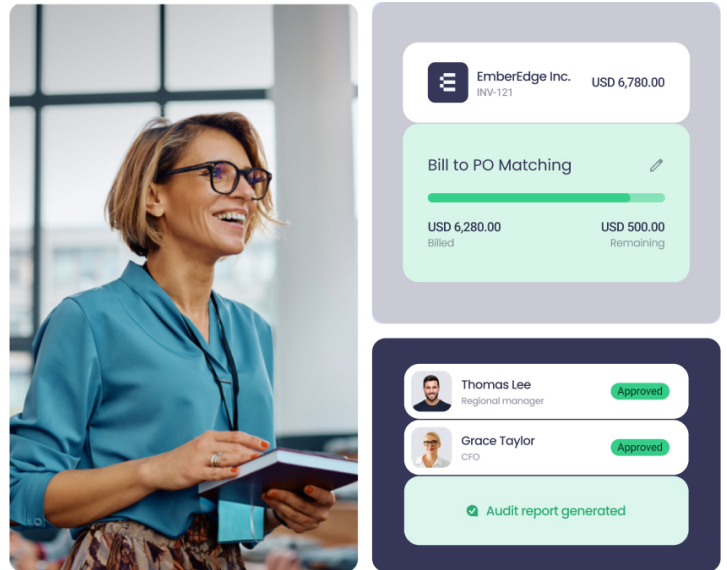 EmberEdge Inc.
INV-121
USD 6,780.00
Bill to PO Matching
USD 6,280.00
Billed
USD 500.00
Remaining
Thomas Lee
Regional manager
Approved
Grace Taylor
CFO
Approved
Audit report generated